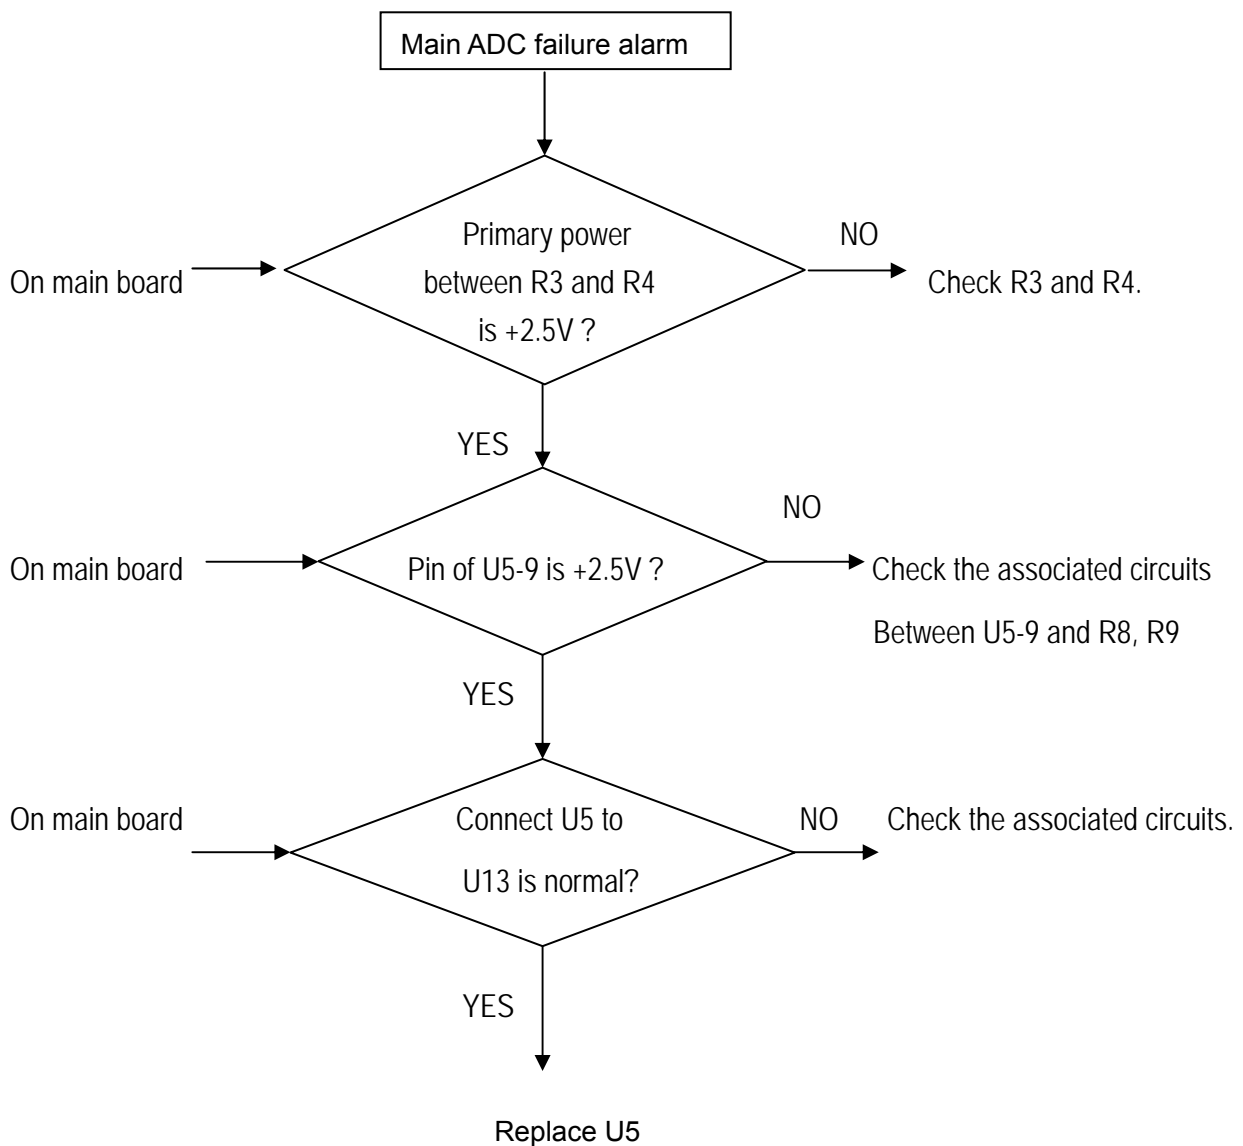 Main ADC failure alarm
Primary power
between R3 and R4
is +2.5V ?
On main board
NO
Check R3 and R4.
YES
On main board
Pin of U5-9 is +2.5V ?
NO
Check the associated circuits
Between U5-9 and R8, R9
YES
On main board
Connect U5 to
U13 is normal?
NO
Check the associated circuits.
YES
Replace U5